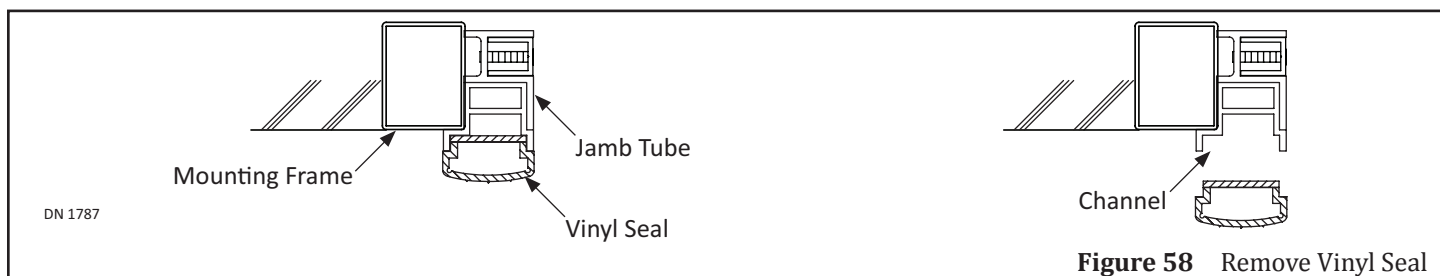 Mounting Frame
Jamb Tube
Vinyl Seal
DN 1787
Channel
Figure 58 Remove Vinyl Seal